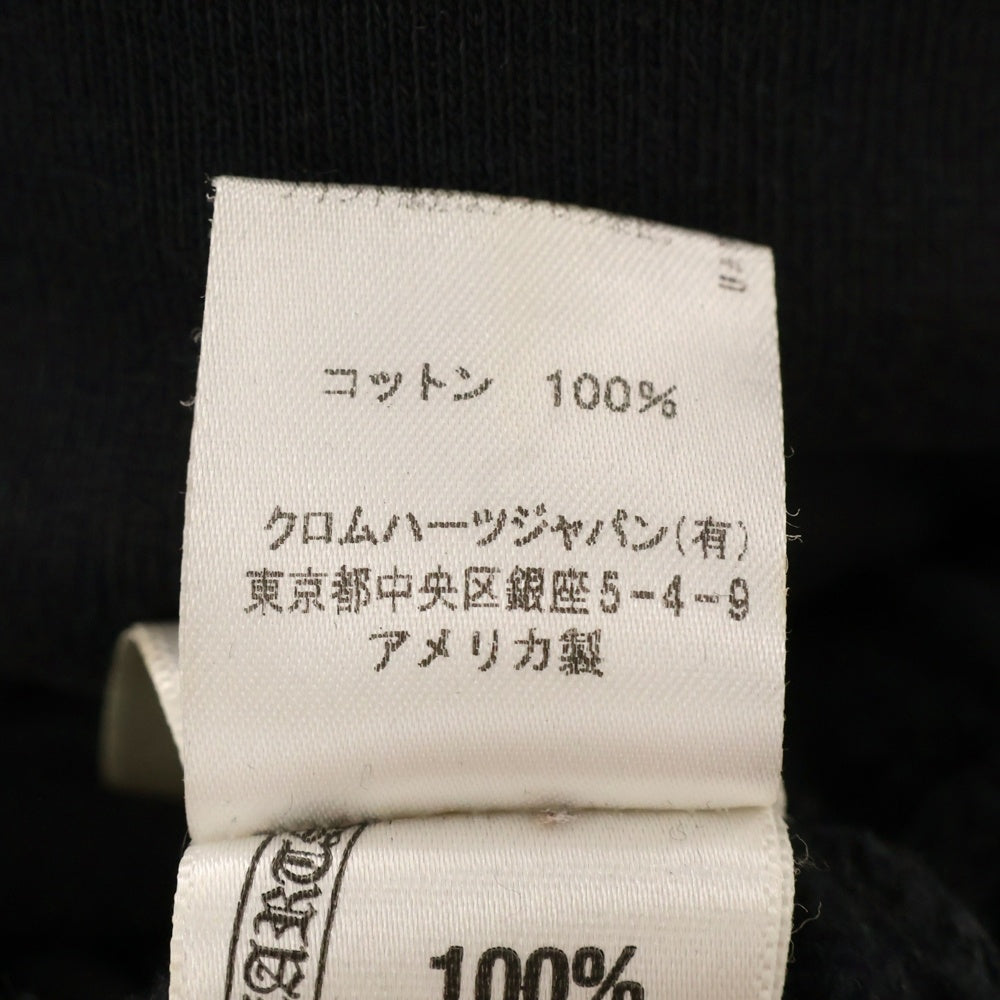 コットン 100%
クロムハーツジャパン(有)
東京都中央区銀座5-4-9
アメリカ製
100%